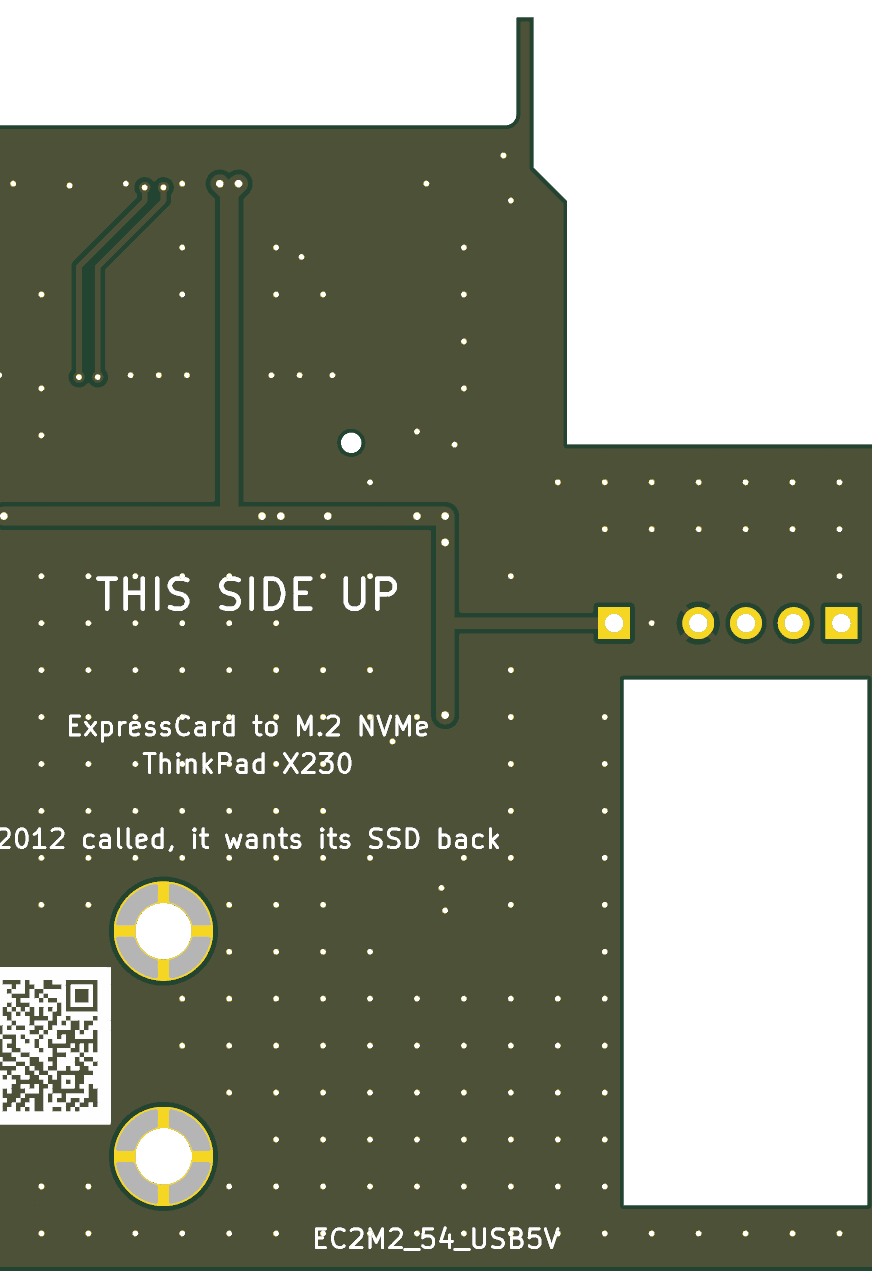 THIS SIDE UP
ExpressCard to M.2 NVMe
ThinkPad X230
2012 called, it wants its SSD back
EC2M2_54_USB5V